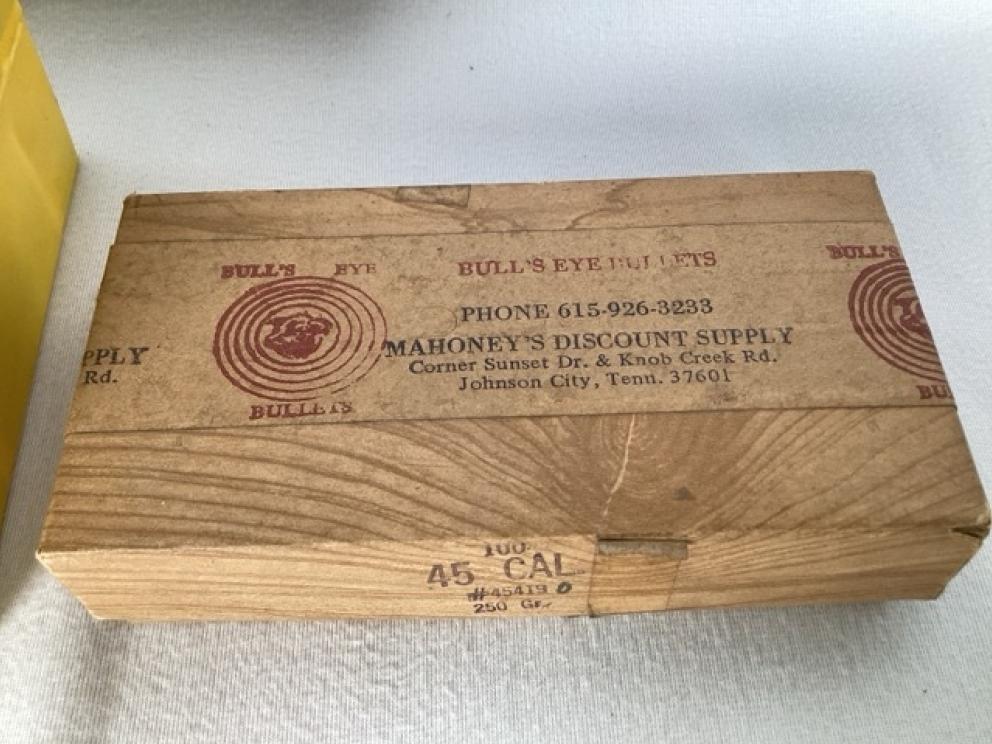 BULL'S EYE
BULLETS
BULL'S EYE BULLETS
PHONE 615-926-3233
MAHONEY'S DISCOUNT SUPPLY
Corner Sunset Dr. & Knob Creek Rd.
Johnson City, Tenn. 37601
PPLY
Rd.
BULL'S
BU
100
45 CAL
#45419
250 Gr.